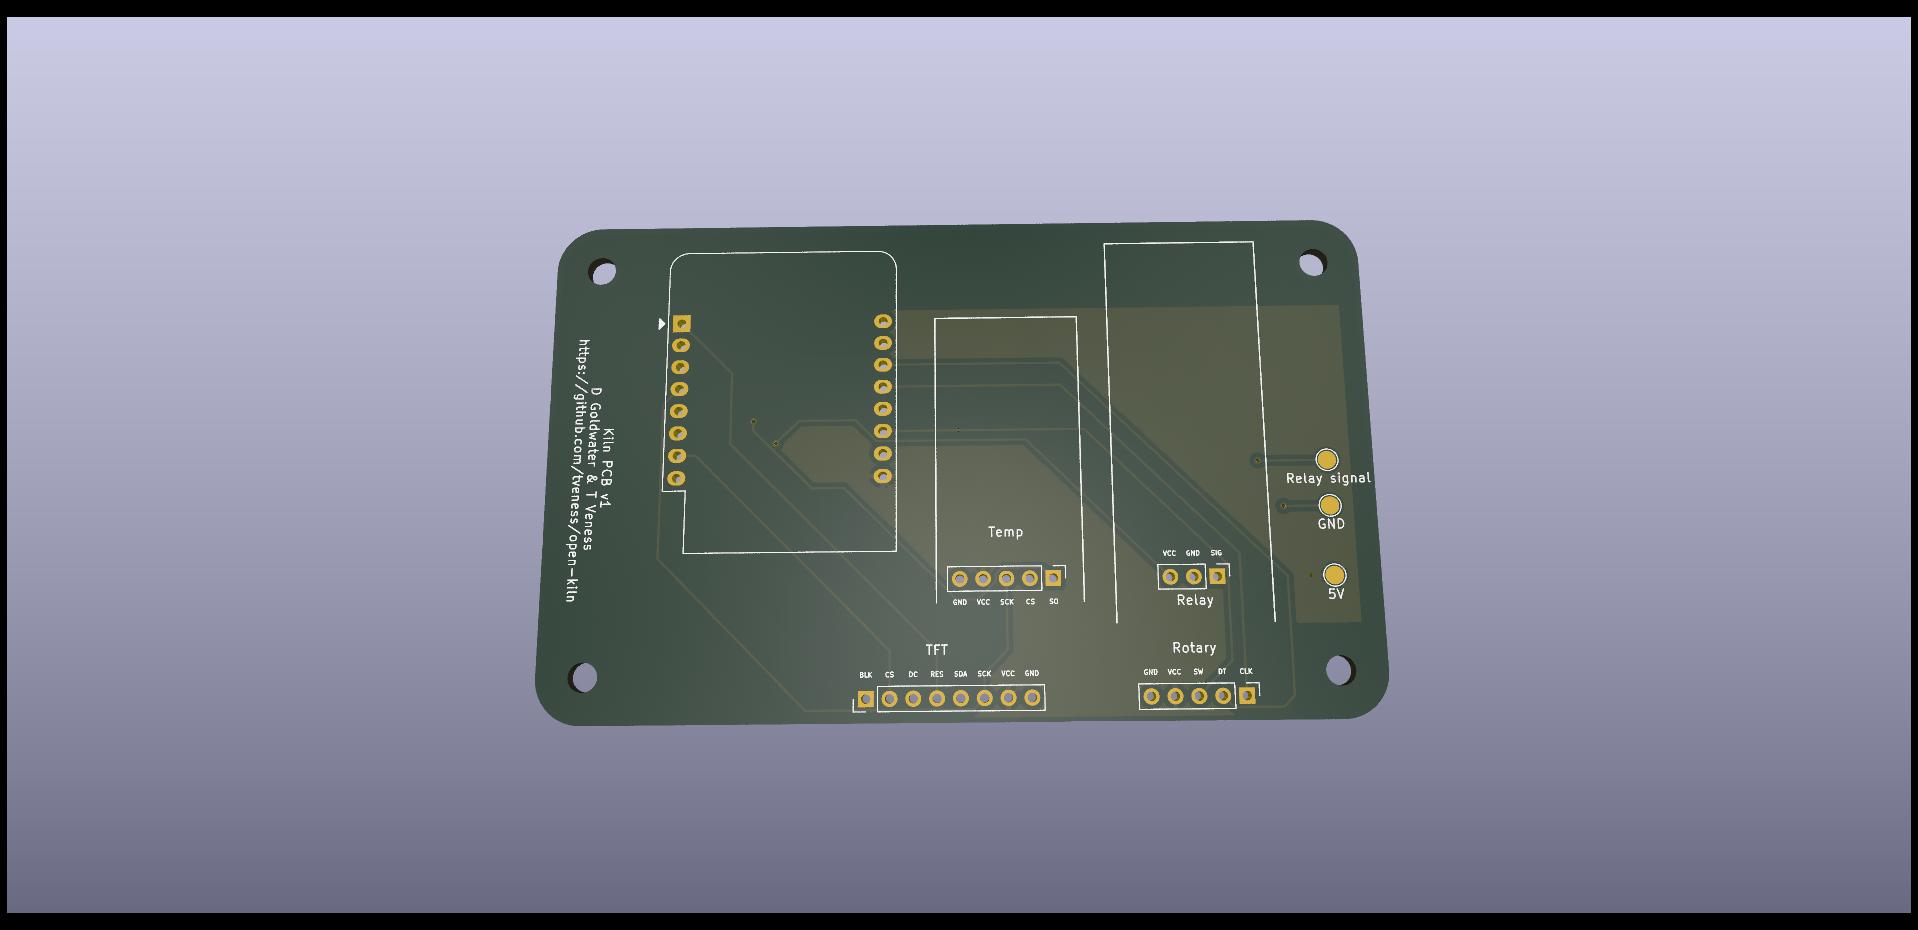 Kiln PCB v1
D Goldwater & T Veness
https://github.com/tveness/open-kiln
Temp
GND VCC SCK CS SO
TFT
BLK CS DC RES SDA SCK VCC GND
VCC GND SIG
Relay
Rotary
GND VCC SW DT CLK
Relay signal
GND
5V